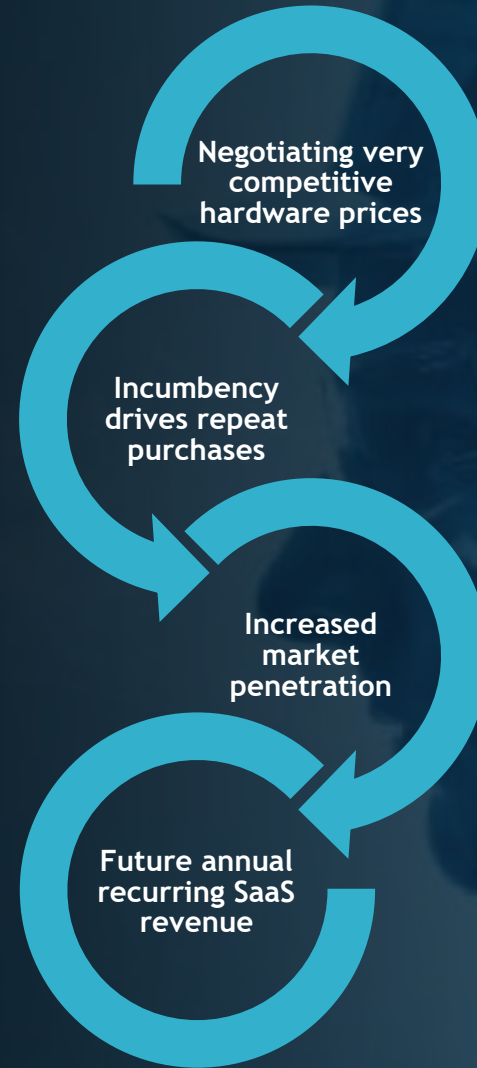 Negotiating very
competitive
hardware prices
Incumbency
drives repeat
purchases
Increased
market
penetration
Future annual
recurring SaaS
revenue